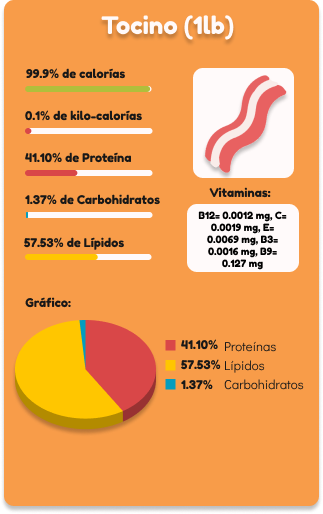 Tocino (1lb)
99.9% de calorías
0.1% de kilo-calorías
41.10% de Proteína
1.37% de Carbohidratos
57.53% de Lípidos
Vitaminas:
B12= 0.0012 mg, C=
0.0019 mg, E=
0.0069 mg, B3=
0.0016 mg, B9=
0.127 mg
Gráfico:
41.10% Proteínas
57.53% Lípidos
1.37% Carbohidratos